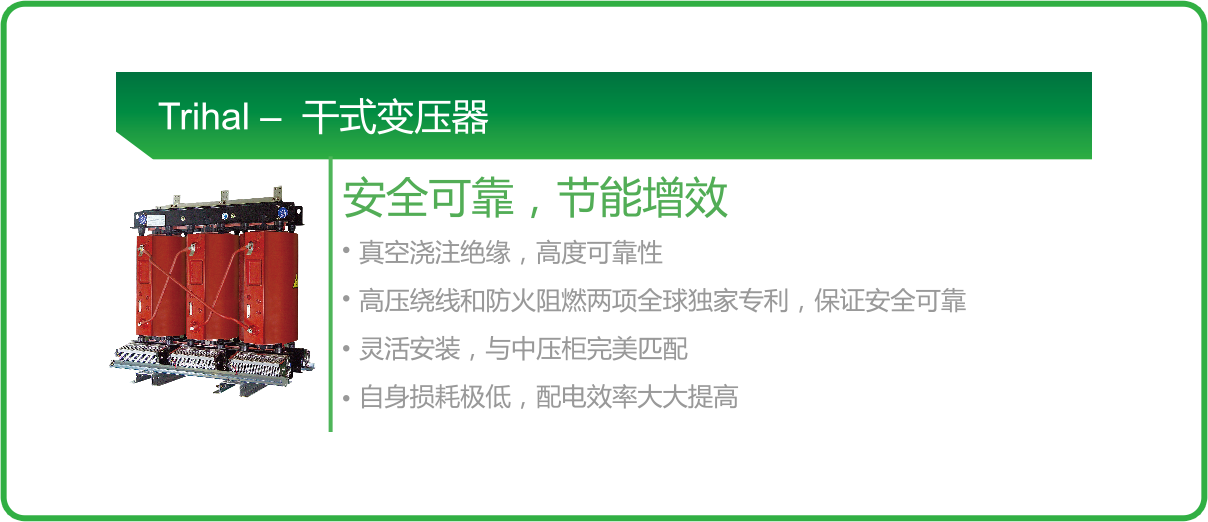 Trihal – 干式变压器
安全可靠，节能增效
• 真空浇注绝缘，高度可靠性
• 高压绕线和防火阻燃两项全球独家专利，保证安全可靠
• 灵活安装，与中压柜完美匹配
• 自身损耗极低，配电效率大大提高